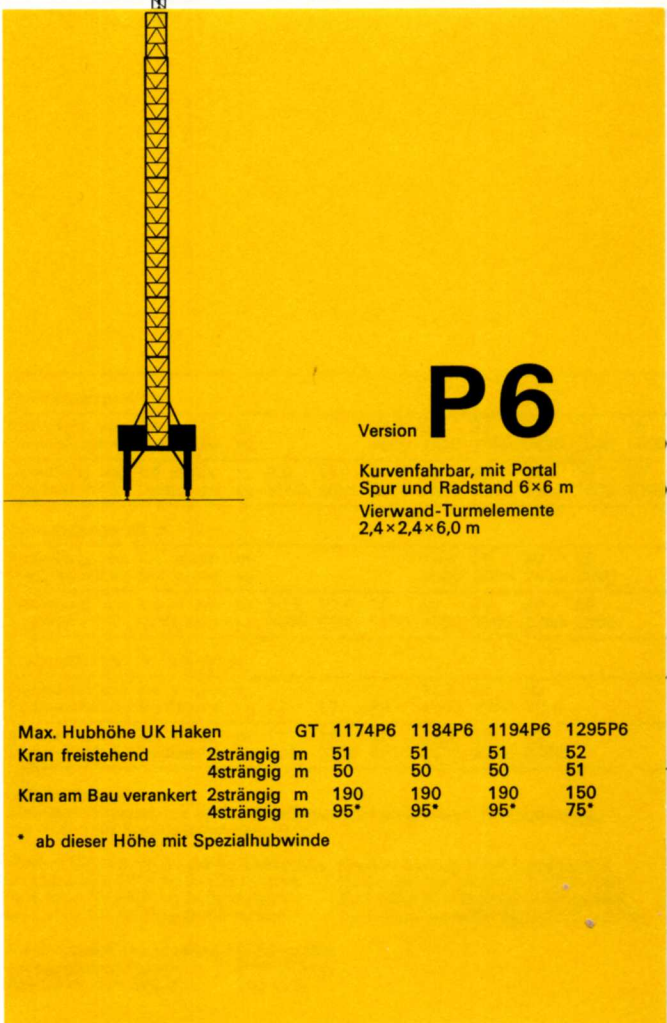 Version P6
Kurvenfahrbar, mit Portal
Spur und Radstand 6×6 m
Vierwand-Turmelemente
2,4×2,4×6,0 m
Max. Hubhöhe UK Haken GT 1174P6 1184P6 1194P6 1295P6
Kran freistehend 2strängig m 51 51 51 52
4strängig m 50 50 50 51
Kran am Bau verankert 2strängig m 190 190 190 150
4strängig m 95* 95* 95* 75*
* ab dieser Höhe mit Spezialhubwinde